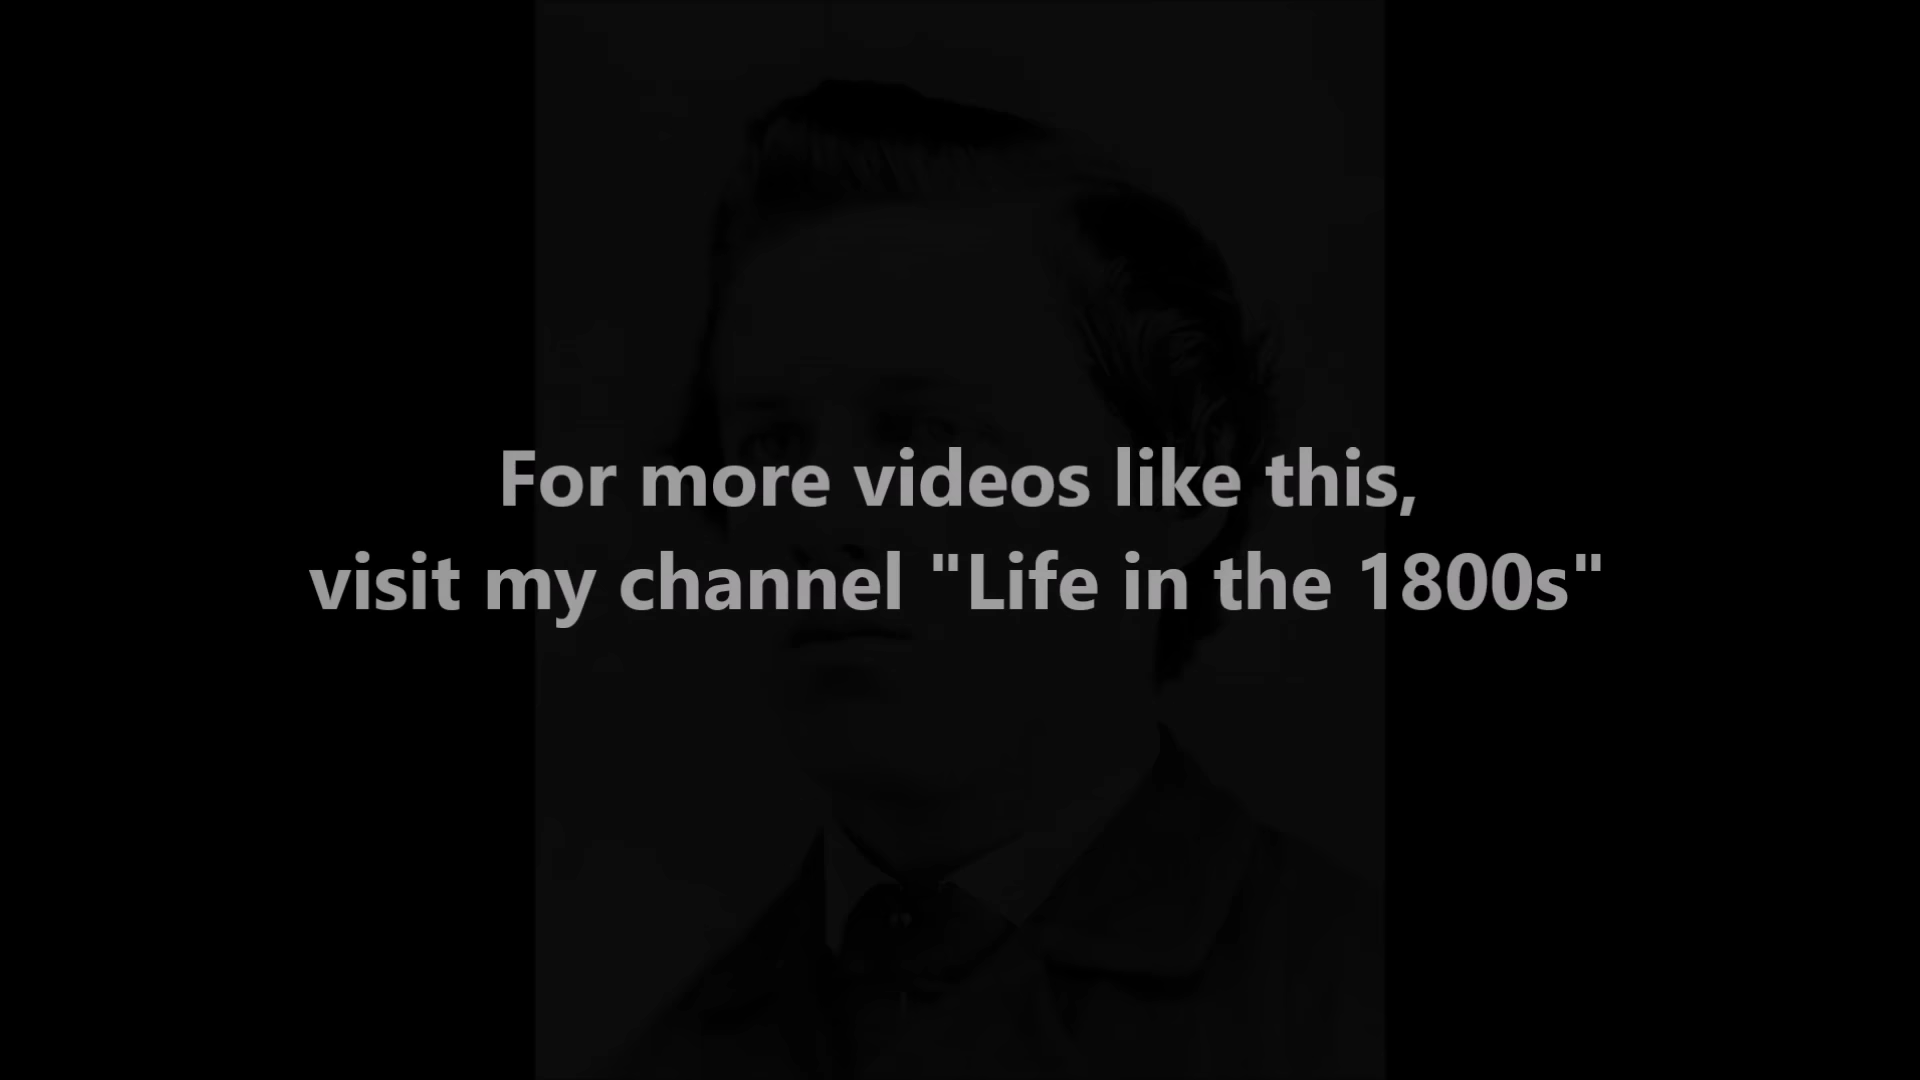 For more videos like this,
visit my channel "Life in the 1800s"